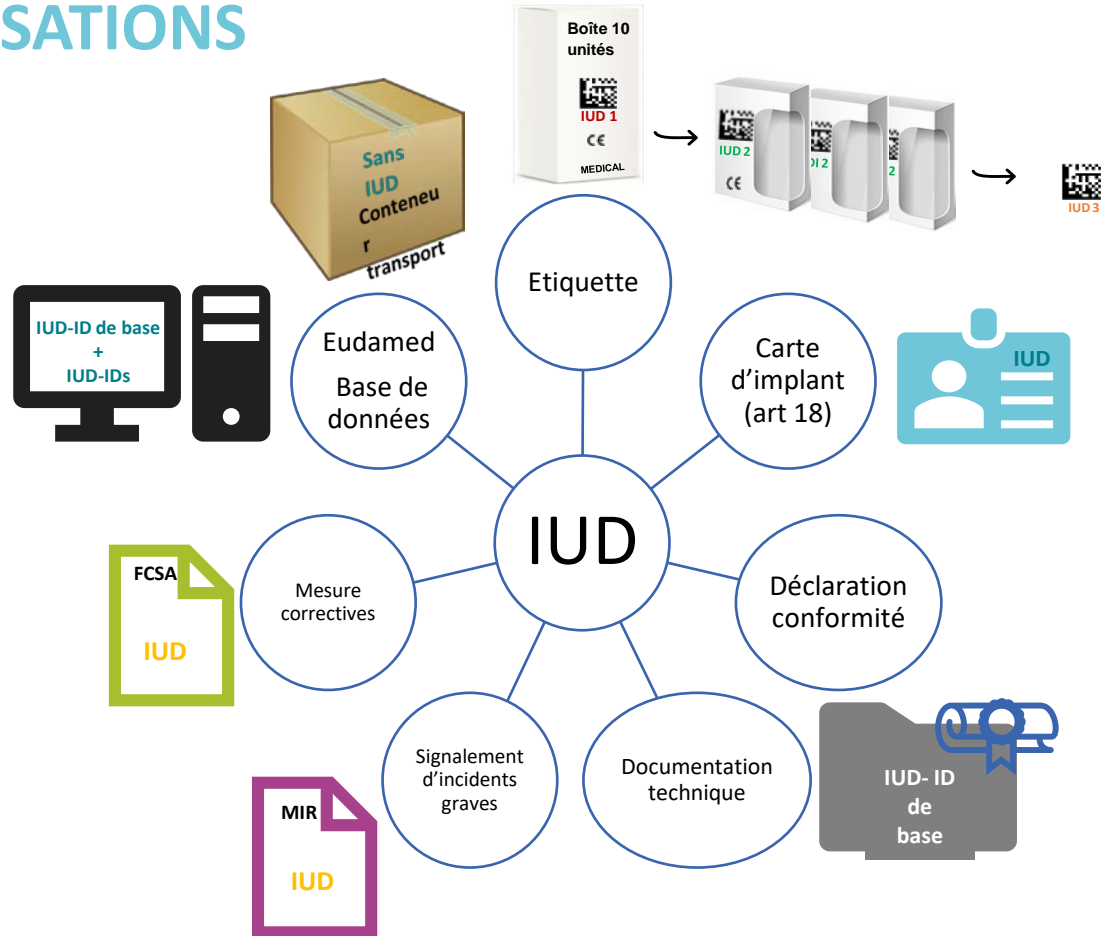 SATIONS
Boîte 10
unités
IUD 1
CE
MEDICAL
IUD 2
CE
DI 2
2
IUD 3
Sans
IUD
Conteneu
r
transport
Etiquette
IUD-ID de base
+
IUD-IDs
Eudamed
Base de
données
Carte
d’implant
(art 18)
IUD
IUD
FCSA
IUD
Mesure
correctives
Déclaration
conformité
Signalement
d’incidents
graves
Documentation
technique
IUD- ID
de
base
MIR
IUD